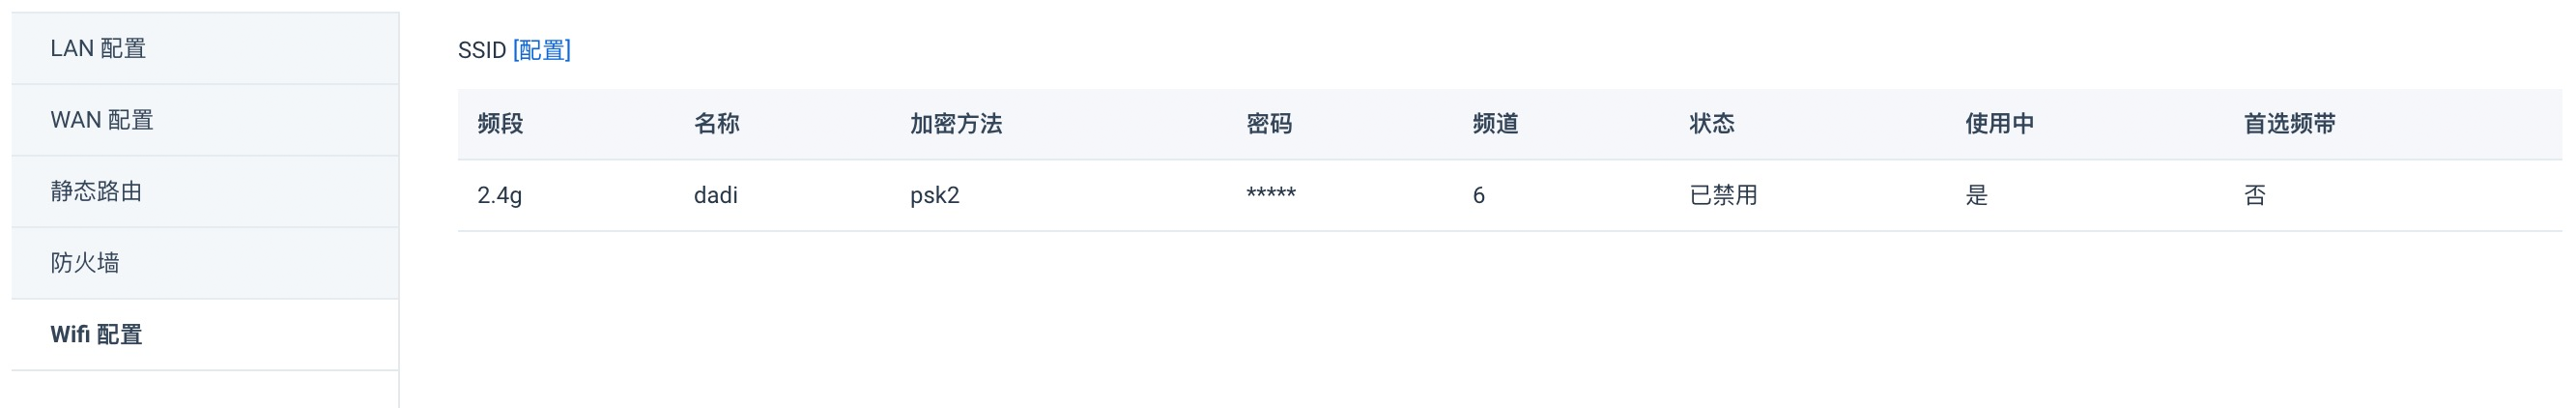 LAN 配置
WAN 配置
静态路由
防火墙
Wifi 配置
SSID [配置]
频段 名称 加密方法 密码 频道 状态 使用中 首选频带
2.4g dadi psk2 ***** 6 已禁用 是 否